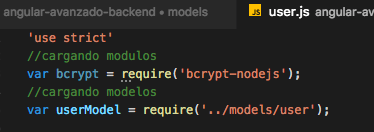 angular-avanzado-backend • models
JS user.js angular-av
'use strict'
//cargando modulos
var bcrypt = require('bcrypt-nodejs');
//cargando modelos
var userModel = require('../models/user');